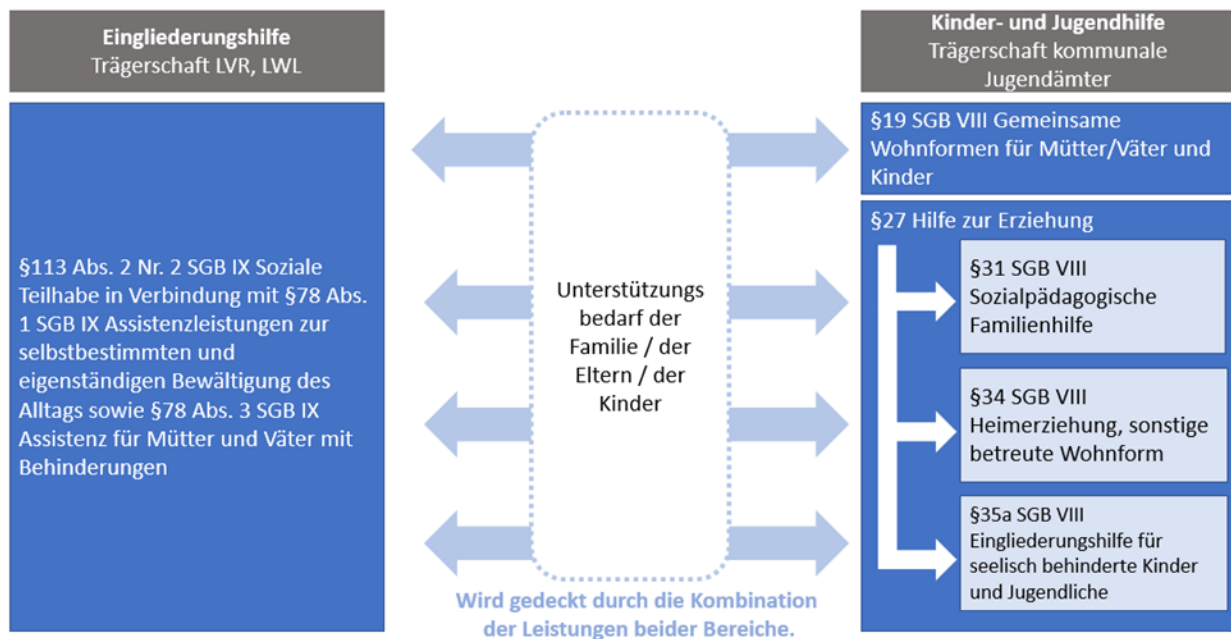 Eingliederungshilfe
Trägerschaft LVR, LWL
§113 Abs. 2 Nr. 2 SGB IX Soziale
Teilhabe in Verbindung mit §78 Abs.
1 SGB IX Assistenzleistungen zur
selbstbestimmten und
eigenständigen Bewältigung des
Alltags sowie §78 Abs. 3 SGB IX
Assistenz für Mütter und Väter mit
Behinderungen
Unterstützungs
bedarf der
Familie / der
Eltern / der
Kinder
Wird gedeckt durch die Kombination
der Leistungen beider Bereiche.
Kinder- und Jugendhilfe
Trägerschaft kommunale
Jugendämter
§19 SGB VIII Gemeinsame
Wohnformen für Mütter/Väter und
Kinder
§27 Hilfe zur Erziehung
§31 SGB VIII
Sozialpädagogische
Familienhilfe
§34 SGB VIII
Heimerziehung, sonstige
betreute Wohnform
§35a SGB VIII
Eingliederungshilfe für
seelisch behinderte Kinder
und Jugendliche